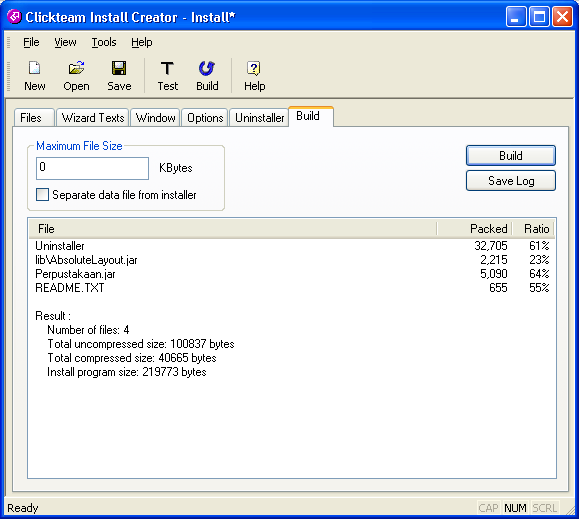 Clickteam Install Creator - Install*
File View Tools Help
New Open Save Test Build Help
Files Wizard Texts Window Options Uninstaller Build
Maximum File Size
0 KBytes
Separate data file from installer
Build
Save Log
File Packed Ratio
Uninstaller 32,705 61%
lib\AbsoluteLayout.jar 2,215 23%
Perpustakaan.jar 5,090 64%
README.TXT 655 55%
Result :
Number of files: 4
Total uncompressed size: 100837 bytes
Total compressed size: 40665 bytes
Install program size: 219773 bytes
Ready CAP NUM SCRL